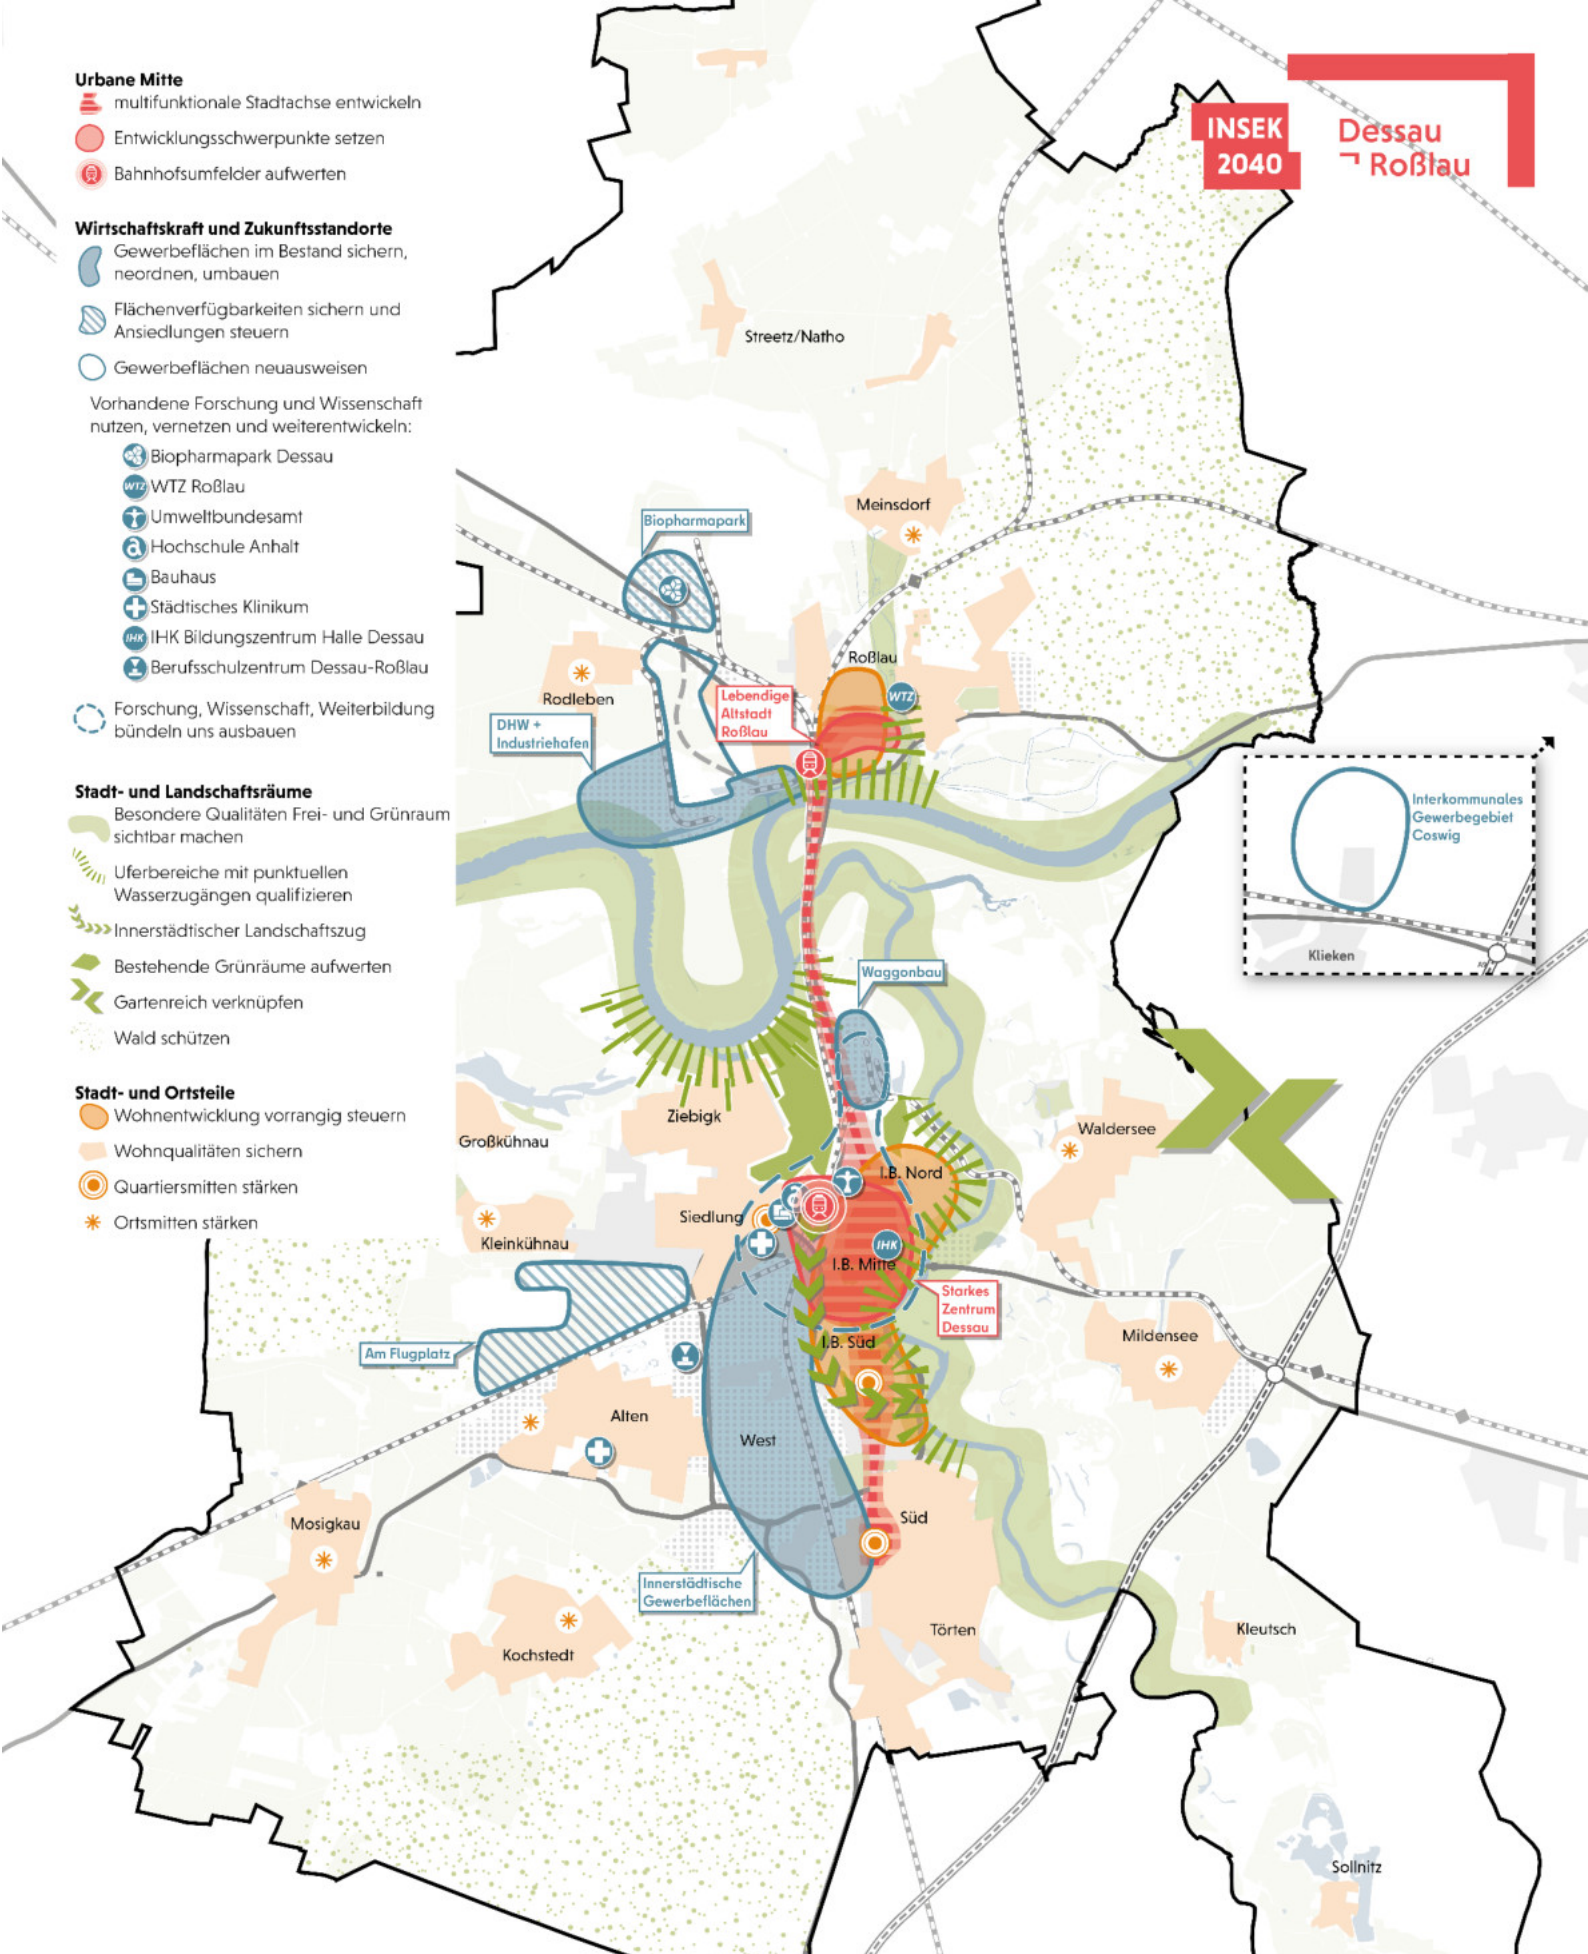 Urbane Mitte
multifunktionale Stadtachse entwickeln
Entwicklungsschwerpunkte setzen
Bahnhofsumfelder aufwerten
Wirtschaftskraft und Zukunftsstandorte
Gewerbeflächen im Bestand sichern,
neordnen, umbauen
Flächenverfügbarkeiten sichern und
Ansiedlungen steuern
Gewerbeflächen neuausweisen
Vorhandene Forschung und Wissenschaft
nutzen, vernetzen und weiterentwickeln:
Biopharmapark Dessau
WTZ WTZ Roßlau
Umweltbundesamt
a Hochschule Anhalt
Bauhaus
Städtisches Klinikum
IHK IHK Bildungszentrum Halle Dessau
Berufsschulzentrum Dessau-Roßlau
Forschung, Wissenschaft, Weiterbildung
bündeln uns ausbauen
Stadt- und Landschaftsräume
Besondere Qualitäten Frei- und Grünraum
sichtbar machen
Uferbereiche mit punktuellen
Wasserzugängen qualifizieren
Innerstädtischer Landschaftszug
Bestehende Grünräume aufwerten
Gartenreich verknüpfen
Wald schützen
Stadt- und Ortsteile
Wohnentwicklung vorrangig steuern
Wohnqualitäten sichern
Quartiersmitten stärken
Ortsmitten stärken
INSEK
2040
Dessau
Roßlau
Streetz/Natho
Meinsdorf
Biopharmapark
Roßlau
WTZ
Rodleben
Lebendige
Altstadt
Roßlau
DHW +
Industriehafen
Interkommunales
Gewerbegebiet
Coswig
Klieken
Waggonbau
Ziebigk
Großkühnau
Waldersee
I.B. Nord
Siedlung
a
Kleinkühnau
IHK
I.B. Mitte
Starkes
Zentrum
Dessau
Mildensee
I.B. Süd
Am Flugplatz
Alten
West
Süd
Mosigkau
Innerstädtische
Gewerbeflächen
Törten
Kleutsch
Kochstedt
Sollnitz